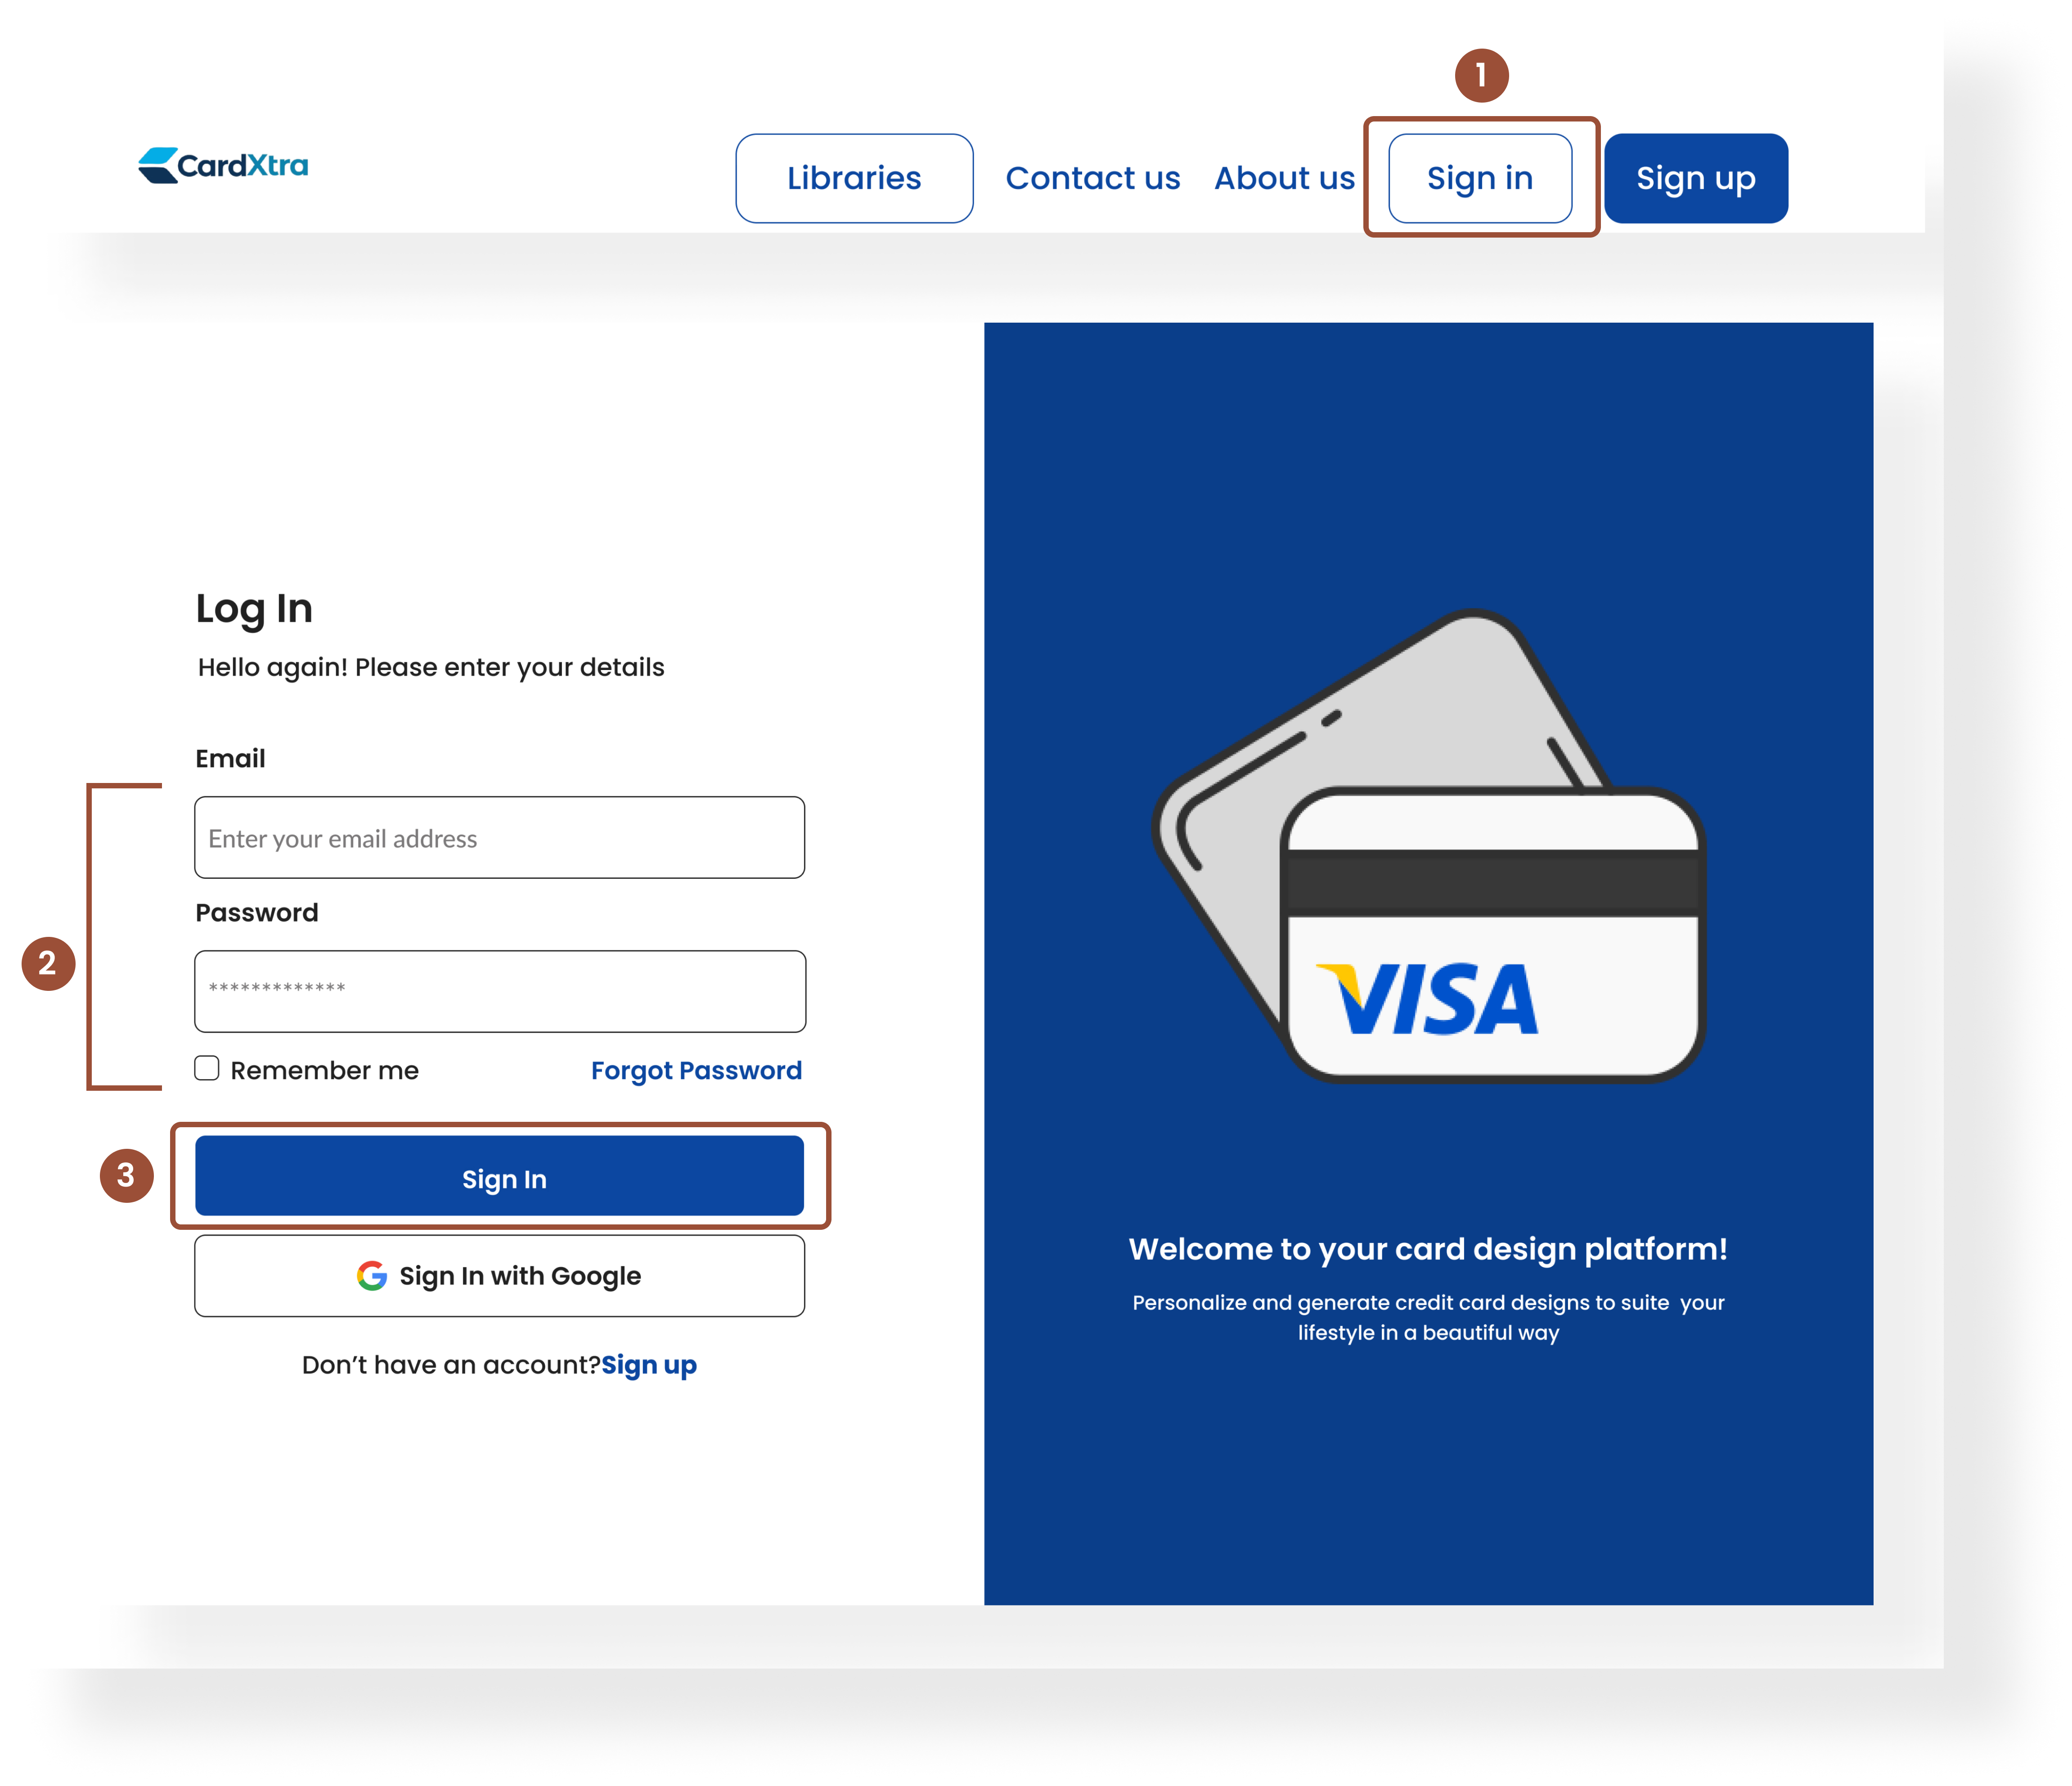 1
CardXtra
Libraries
Contact us
About us
Sign in
Sign up
Log In
Hello again! Please enter your details
Email
Enter your email address
Password
*************
2
Remember me
Forgot Password
3
Sign In
Sign In with Google
Don’t have an account?Sign up
VISA
Welcome to your card design platform!
Personalize and generate credit card designs to suite  your
lifestyle in a beautiful way